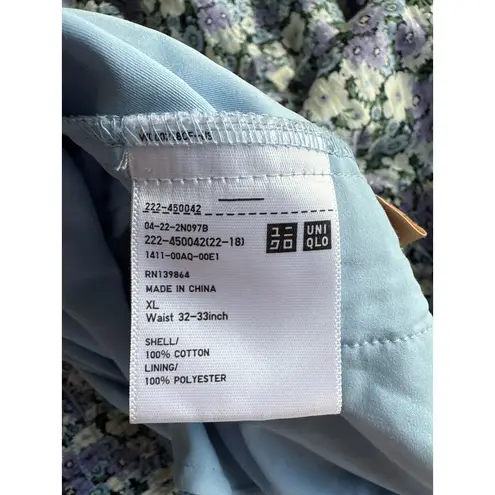 222-450042
04-22-2N097B
222-450042(22-18)
1411-00AQ-00E1
ユニ
クロ
UNI
QLO
RN139864
MADE IN CHINA
XL
Waist 32-33inch
SHELL/
100% COTTON
LINING/
100% POLYESTER